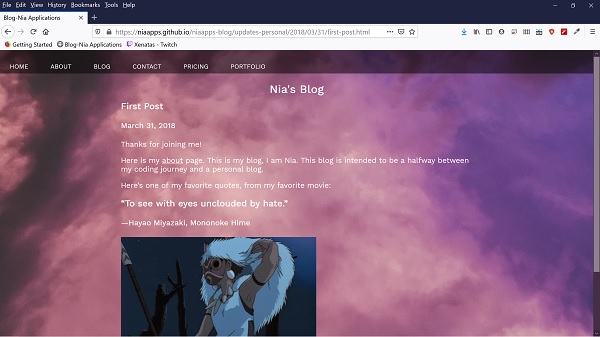 File Edit View History Bookmarks Tools Help
Blog-Nia Applications
https://niaapps.github.io/niaapps-blog/updates-personal/2018/03/31/first-post.html
Getting Started Blog-Nia Applications Xenatas - Twitch
HOME ABOUT BLOG CONTACT PRICING PORTFOLIO
Nia's Blog
First Post
March 31, 2018
Thanks for joining me!
Here is my about page. This is my blog, I am Nia. This blog is intended to be a halfway between
my coding journey and a personal blog.
Here's one of my favorite quotes, from my favorite movie:
“To see with eyes unclouded by hate.”
—Hayao Miyazaki, Mononoke Hime